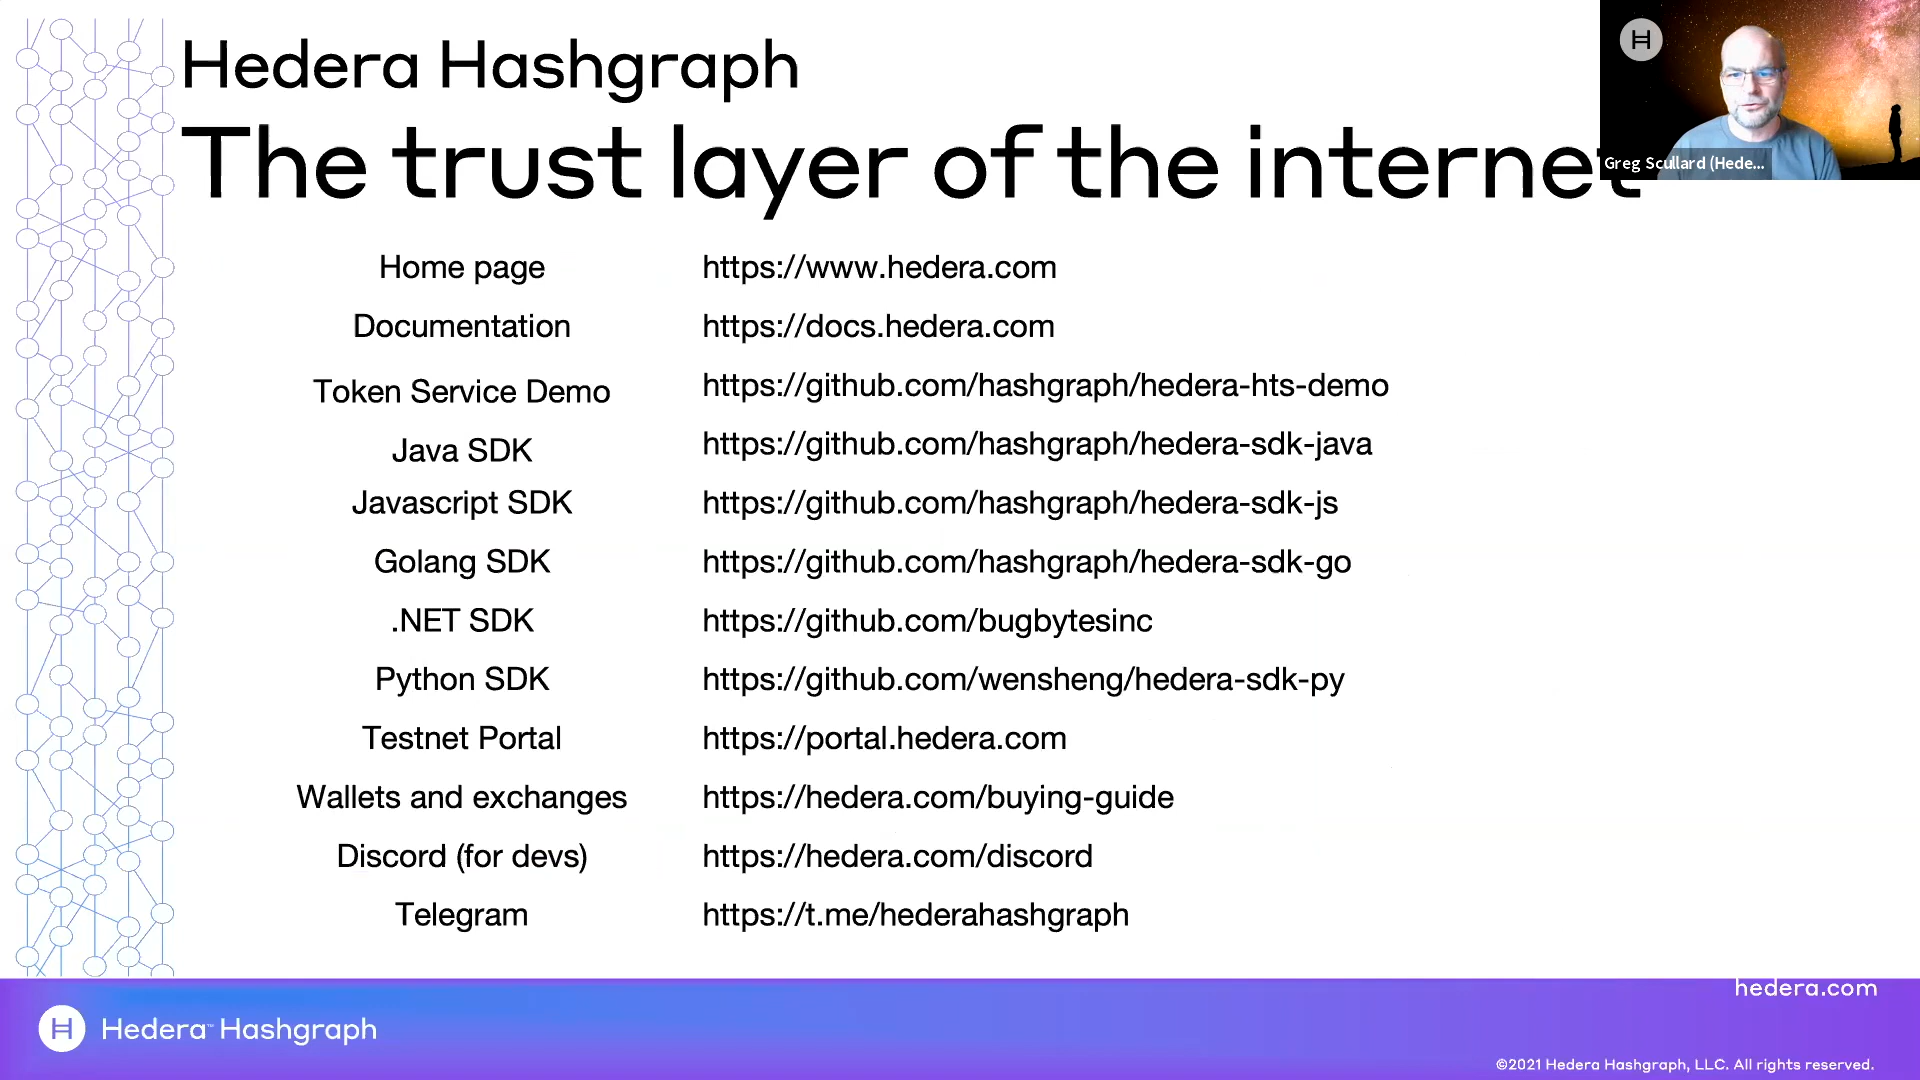 Hedera Hashgraph
The trust layer of the internet
Greg Scullard (Hede...
Home page https://www.hedera.com
Documentation https://docs.hedera.com
Token Service Demo https://github.com/hashgraph/hedera-hts-demo
Java SDK https://github.com/hashgraph/hedera-sdk-java
Javascript SDK https://github.com/hashgraph/hedera-sdk-js
Golang SDK https://github.com/hashgraph/hedera-sdk-go
.NET SDK https://github.com/bugbytesinc
Python SDK https://github.com/wensheng/hedera-sdk-py
Testnet Portal https://portal.hedera.com
Wallets and exchanges https://hedera.com/buying-guide
Discord (for devs) https://hedera.com/discord
Telegram https://t.me/hederahashgraph
hedera.com
Hedera™ Hashgraph
©2021 Hedera Hashgraph, LLC. All rights reserved.